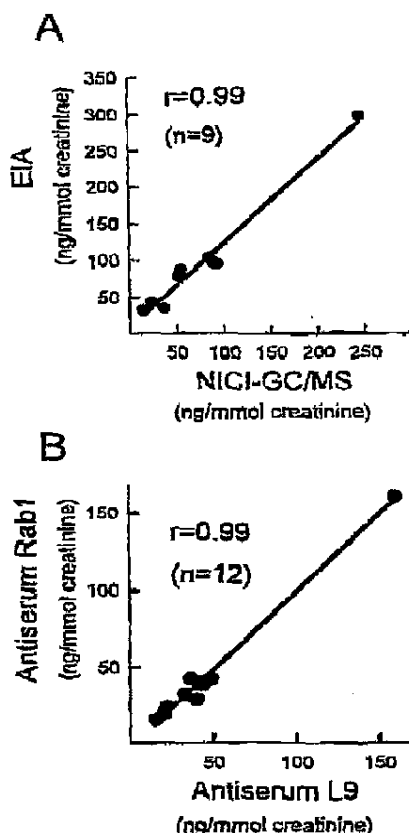 A
350
300
250
200
150
100
50
EIA
(ng/mmol creatinine)
r=0.99
(n=9)
50 100 150 200 250
NICI-GC/MS
(ng/mmol creatinine)
B
150
100
50
Antiserum Rab1
(ng/mmol creatinine)
r=0.99
(n=12)
50 100 150
Antiserum L9
(ng/mmol creatinine)